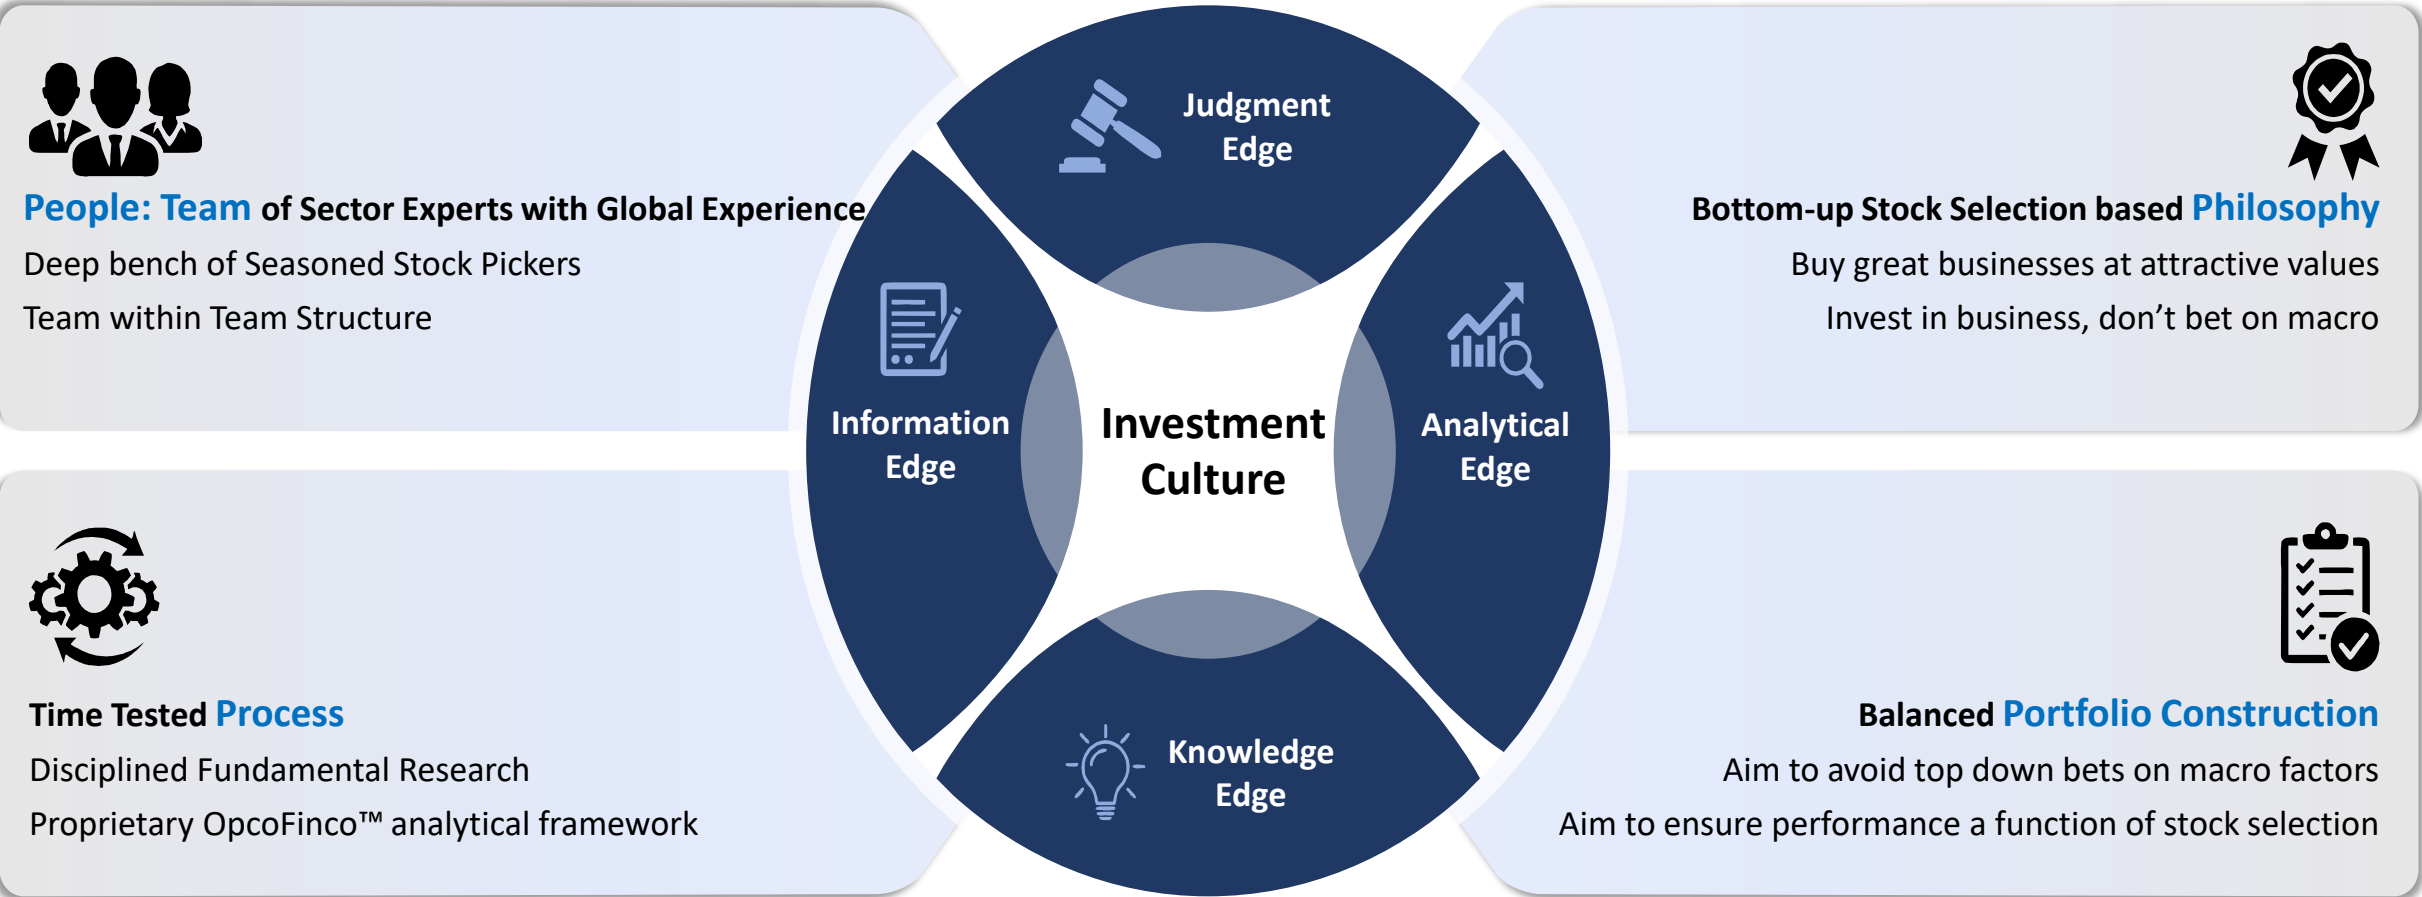 People: Team of Sector Experts with Global Experience
Deep bench of Seasoned Stock Pickers
Team within Team Structure
Judgment
Edge
Bottom-up Stock Selection based Philosophy
Buy great businesses at attractive values
Invest in business, don’t bet on macro
Information
Edge
Investment
Culture
Analytical
Edge
Time Tested Process
Disciplined Fundamental Research
Proprietary OpcoFinco™ analytical framework
Knowledge
Edge
Balanced Portfolio Construction
Aim to avoid top down bets on macro factors
Aim to ensure performance a function of stock selection